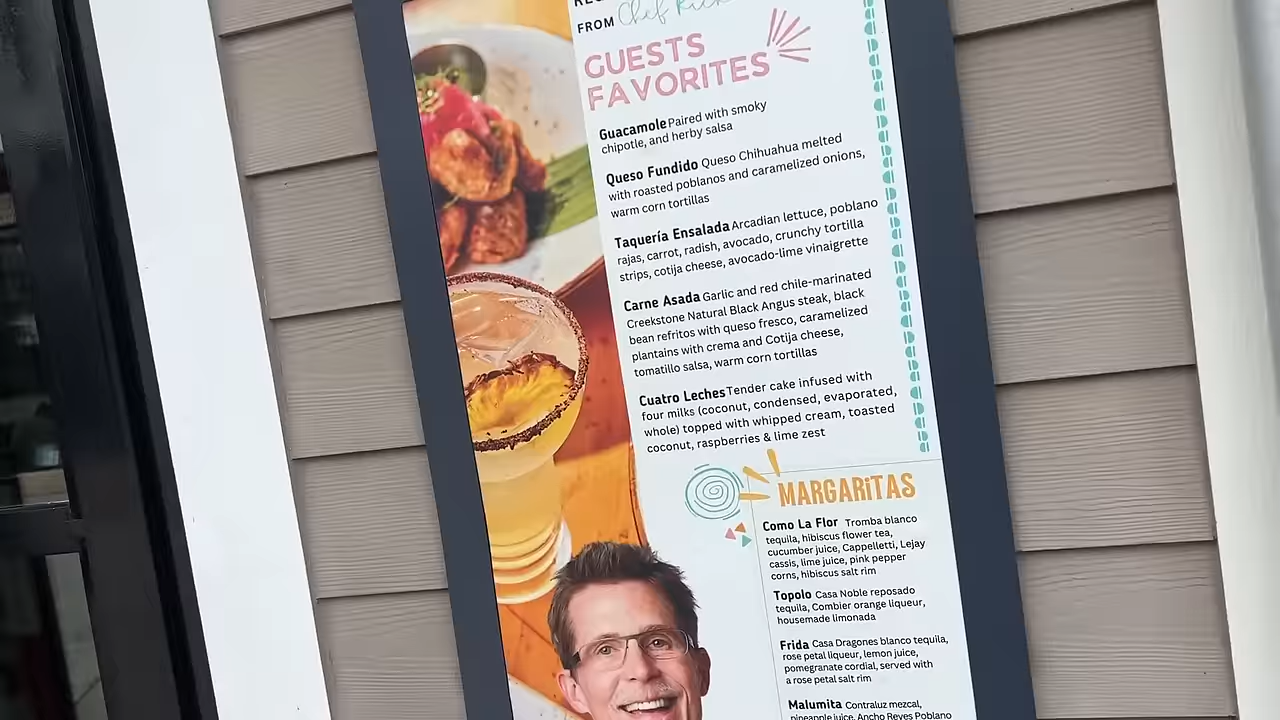 FROM Chef Rick
GUESTS
FAVORITES
Guacamole Paired with smoky
chipotle, and herby salsa
Queso Fundido Queso Chihuahua melted
with roasted poblanos and caramelized onions,
warm corn tortillas
Taquería Ensalada Arcadian lettuce, poblano
rajas, carrot, radish, avocado, crunchy tortilla
strips, cotija cheese, avocado-lime vinaigrette
Carne Asada Garlic and red chile-marinated
Creekstone Natural Black Angus steak, black
bean refritos with queso fresco, caramelized
plantains with crema and Cotija cheese,
tomatillo salsa, warm corn tortillas
Cuatro Leches Tender cake infused with
four milks (coconut, condensed, evaporated,
whole) topped with whipped cream, toasted
coconut, raspberries & lime zest
MARGARiTAS
Como La Flor Tromba blanco
tequila, hibiscus flower tea,
cucumber juice, Cappelletti, Lejay
cassis, lime juice, pink pepper
corns, hibiscus salt rim
Topolo Casa Noble reposado
tequila, Combier orange liqueur,
housemade limonada
Frida Casa Dragones blanco tequila,
rose petal liqueur, lemon juice,
pomegranate cordial, served with
a rose petal salt rim
Malumita Contraluz mezcal,
pineapple juice, Ancho Reyes Poblano